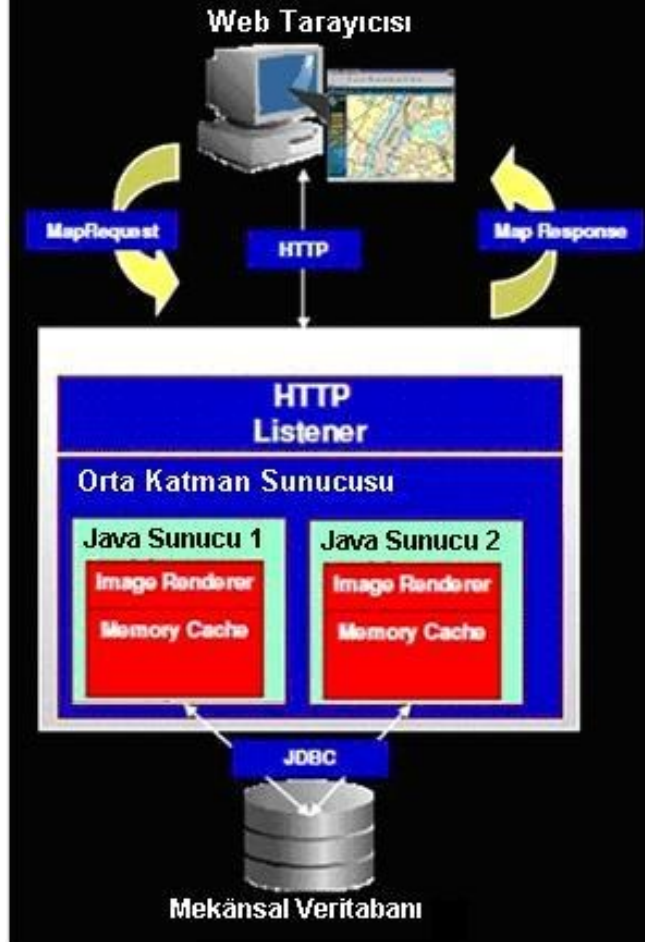 Web Tarayıcısı
MapRequest
HTTP
Map Response
HTTP
Listener
Orta Katman Sunucusu
Java Sunucu 1
Image Renderer
Memory Cache
Java Sunucu 2
Image Renderer
Memory Cache
JDBC
Mekänsal Veritabanı